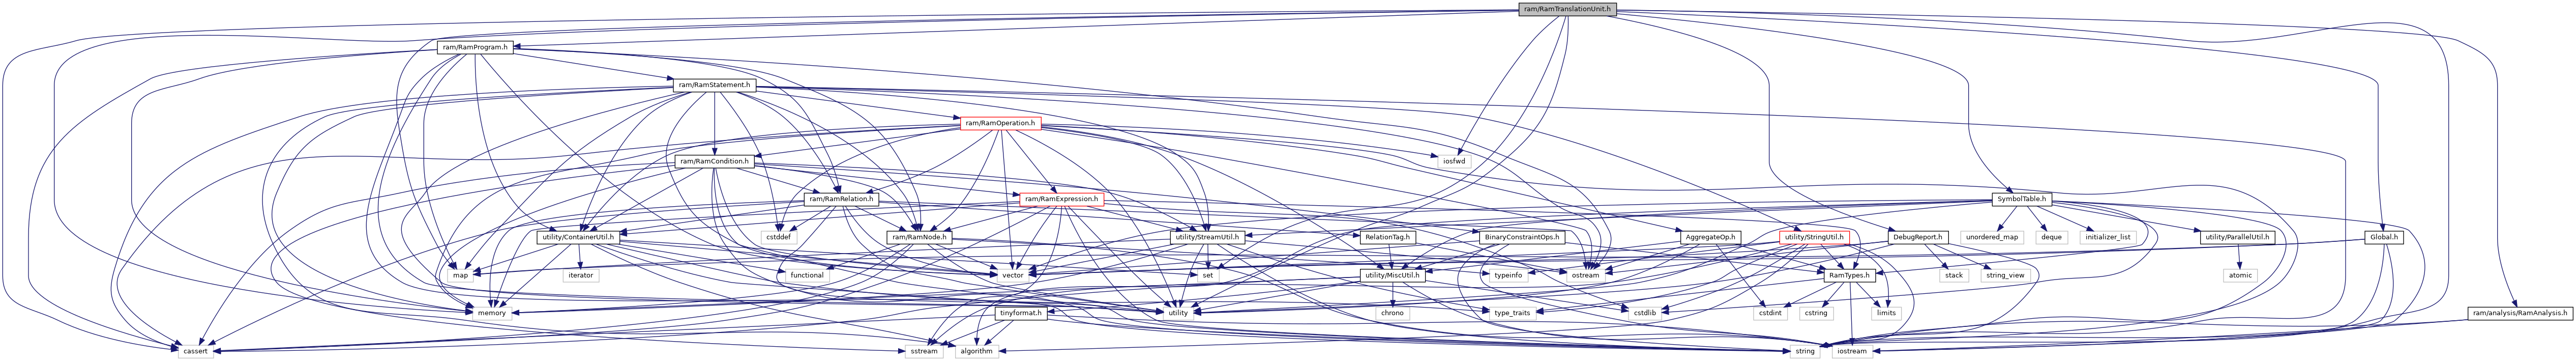 ram/RamTranslationUnit.h
ram/RamProgram.h
ram/RamStatement.h
ram/RamOperation.h
ram/RamCondition.h
iosfwd
ram/RamRelation.h
ram/RamExpression.h
SymbolTable.h
utility/ContainerUtil.h
cstddef
ram/RamNode.h
utility/StreamUtil.h
RelationTag.h
BinaryConstraintOps.h
AggregateOp.h
utility/StringUtil.h
DebugReport.h
unordered_map
deque
initializer_list
utility/ParallelUtil.h
Global.h
map
iterator
functional
vector
set
utility/MiscUtil.h
typeinfo
ostream
RamTypes.h
stack
string_view
atomic
memory
tinyformat.h
utility
chrono
type_traits
cstdlib
cstdint
cstring
limits
ram/analysis/RamAnalysis.h
cassert
sstream
algorithm
string
iostream